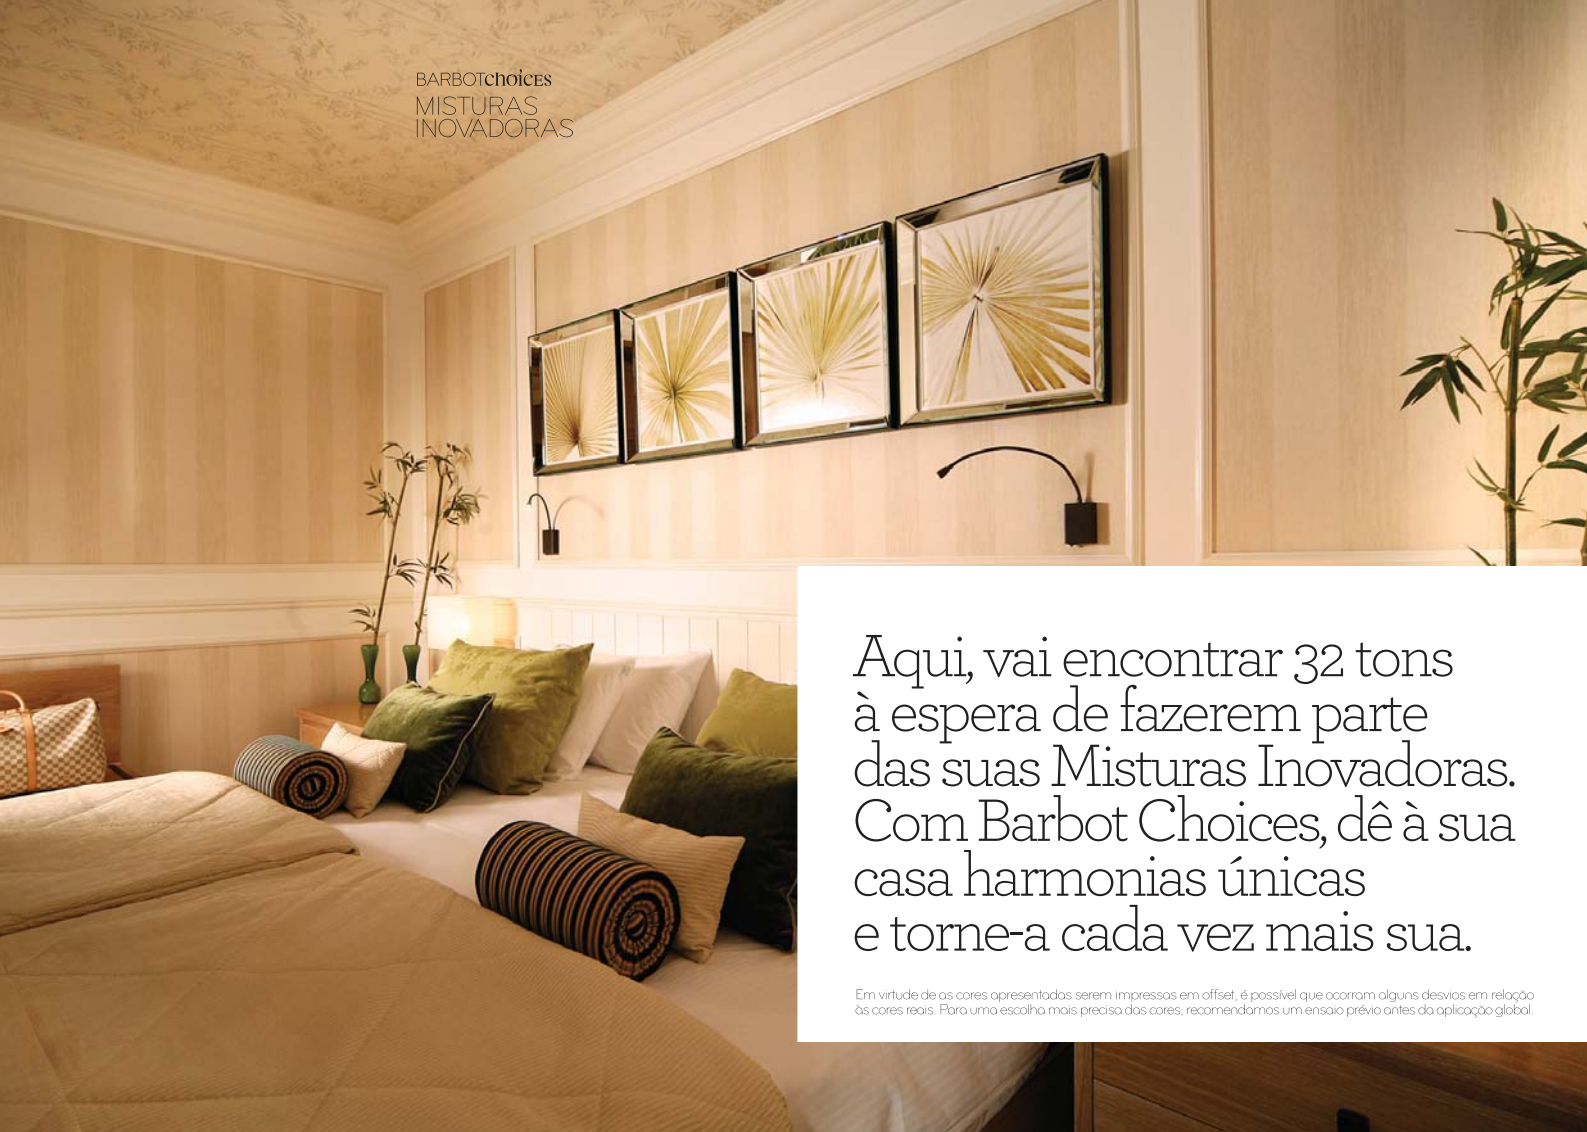 BARBOTchoices
MISTURAS
INOVADORAS
Aqui, vai encontrar 32 tons
à espera de fazerem parte
das suas Misturas Inovadoras.
Com Barbot Choices, dê à sua
casa harmonias únicas
e torne-a cada vez mais sua.
Em virtude de as cores apresentadas serem impressas em offset, é possível que ocorram alguns desvios em relação
às cores reais. Para uma escolha mais precisa das cores, recomendamos um ensaio prévio antes da aplicação global.